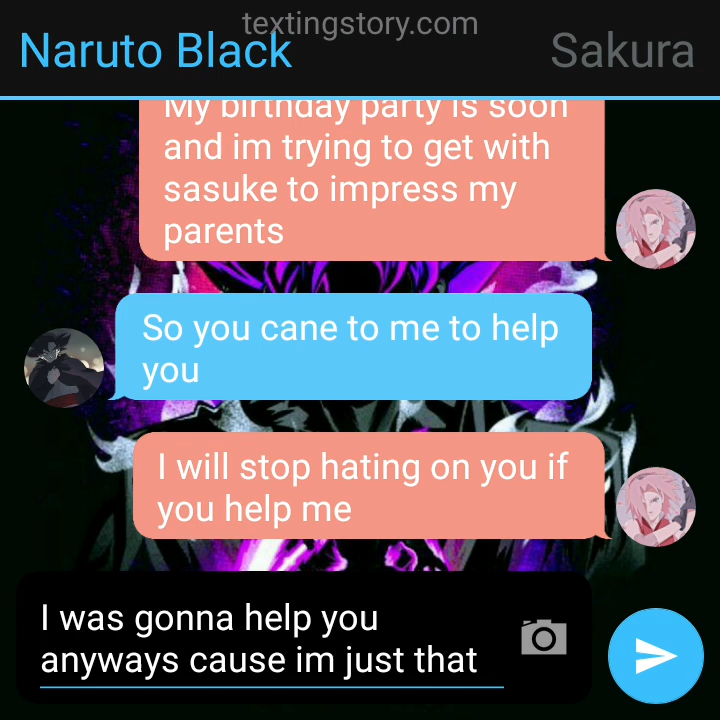 textingstory.com
Naruto Black
Sakura
My birthday party is soon
and im trying to get with
sasuke to impress my
parents
So you cane to me to help
you
I will stop hating on you if
you help me
I was gonna help you
anyways cause im just that